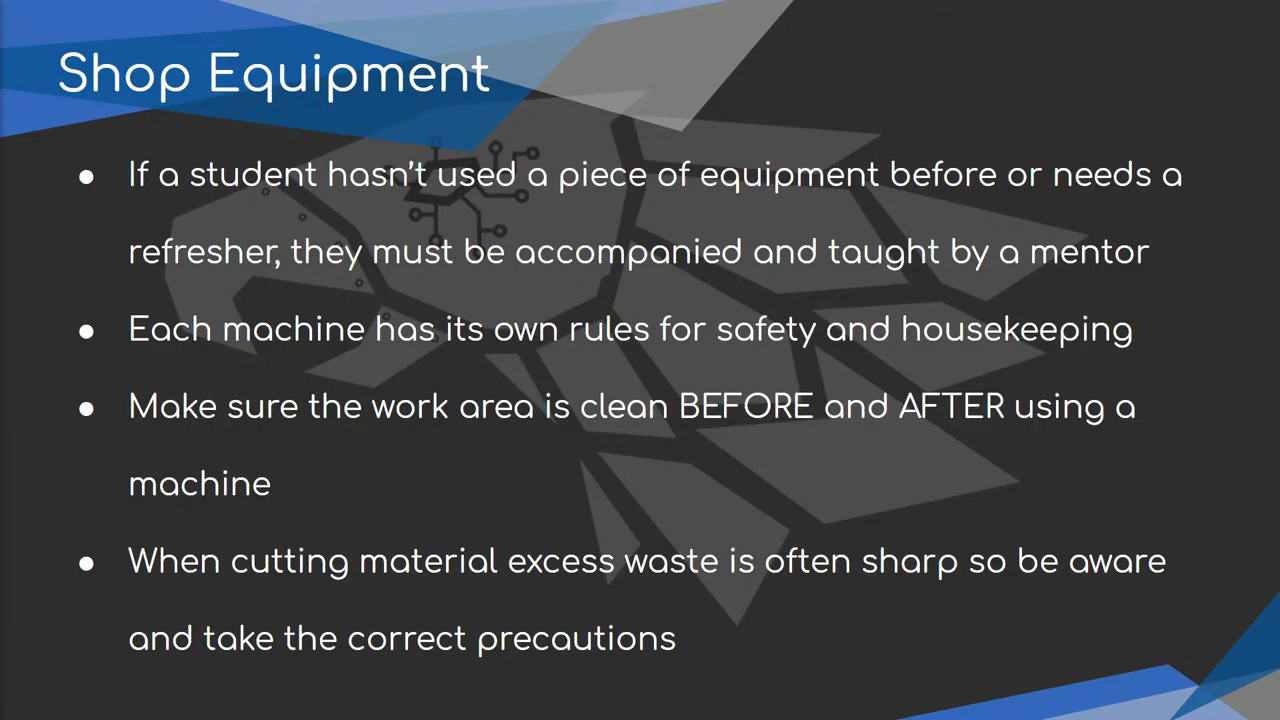 Shop Equipment
● If a student hasn't used a piece of equipment before or needs a
refresher, they must be accompanied and taught by a mentor
● Each machine has its own rules for safety and housekeeping
● Make sure the work area is clean BEFORE and AFTER using a
machine
● When cutting material excess waste is often sharp so be aware
and take the correct precautions